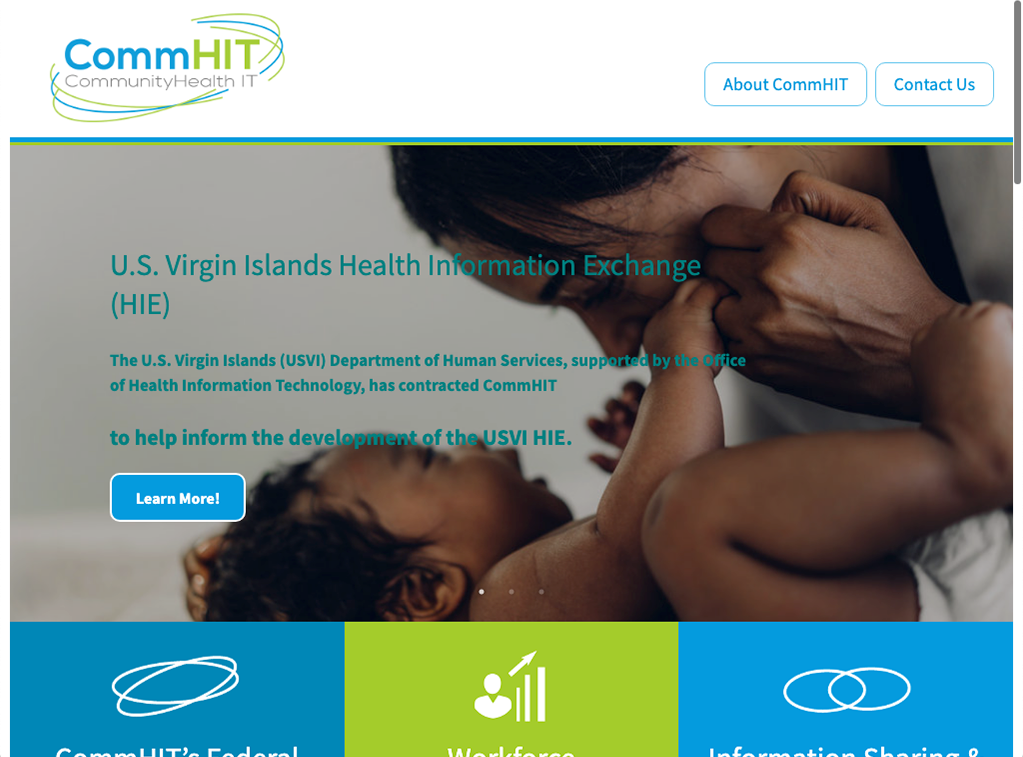 CommHIT
CommunityHealth IT
About CommHIT
Contact Us
U.S. Virgin Islands Health Information Exchange
(HIE)
The U.S. Virgin Islands (USVI) Department of Human Services, supported by the Office
of Health Information Technology, has contracted CommHIT
to help inform the development of the USVI HIE.
Learn More!
CommHIT's Federal
Workforce
Information Sharing &